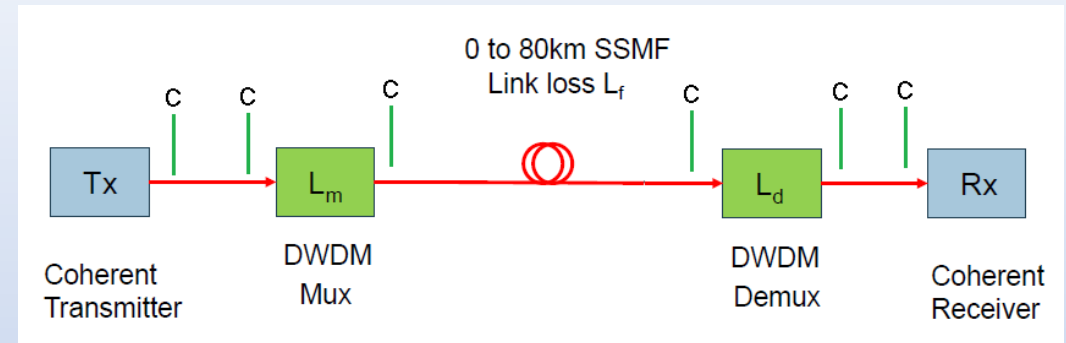 0 to 80km SSMF
Link loss Lf
C
C
C
C
C
C
Tx
Lm
Ld
Rx
Coherent
Transmitter
DWDM
Mux
DWDM
Demux
Coherent
Receiver